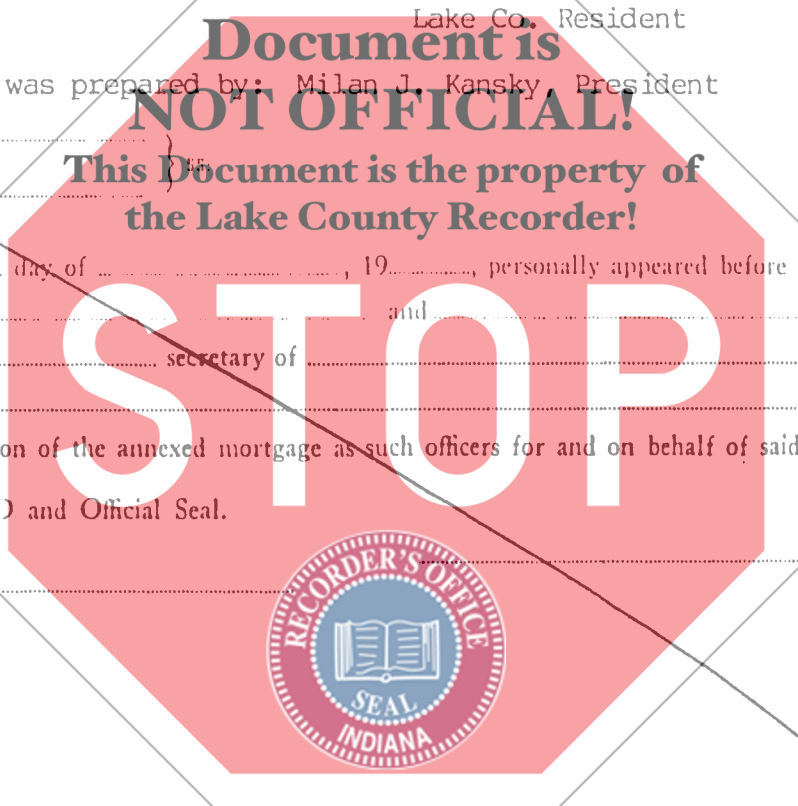 Lake Co. Resident
Document is
was prepared by: Milan J. Kansky, President
NOT OFFICIAL!
ss.
This Document is the property of
the Lake County Recorder!
day of , 19 , personally appeared before
and
STOP
secretary of
on of the annexed mortgage as such officers for and on behalf of said
D and Official Seal.
RECORDER'S OFFICE
SEAL
INDIANA